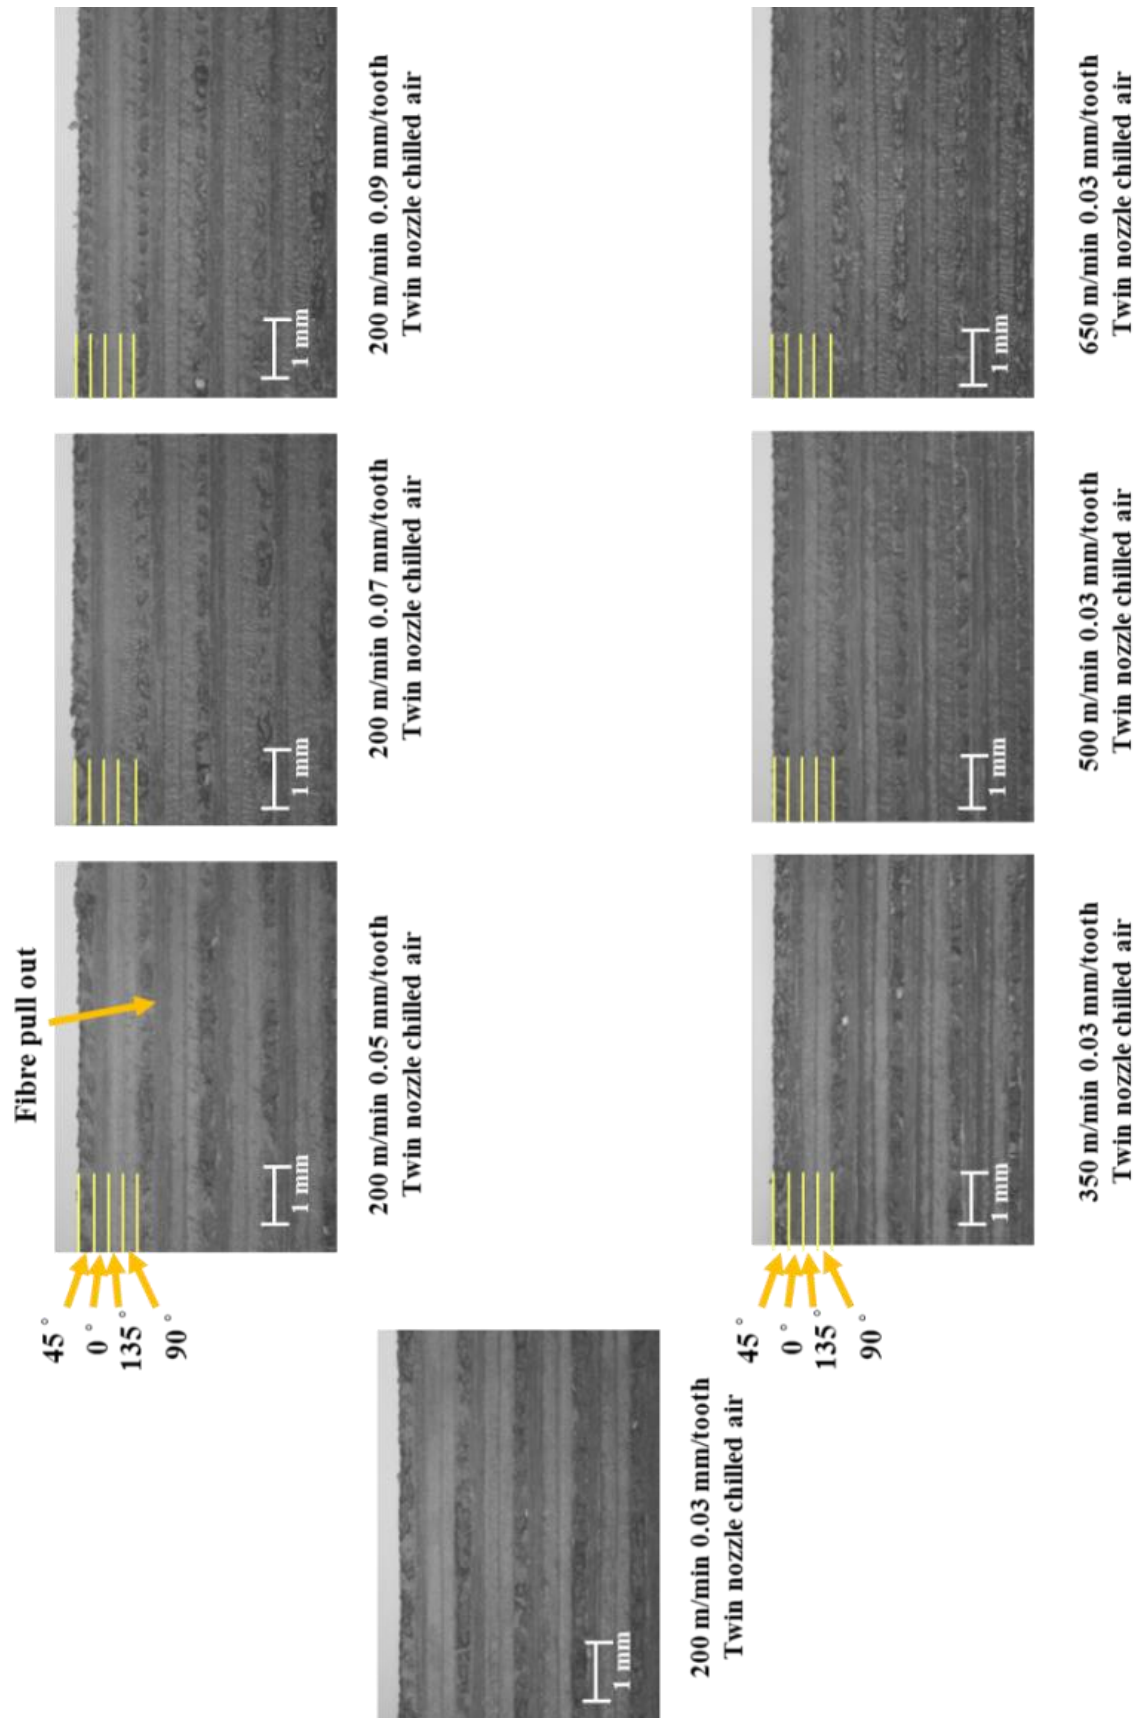 Fibre pull out
45°
0°
135°
90°
1 mm
200 m/min 0.05 mm/tooth
Twin nozzle chilled air
1 mm
200 m/min 0.07 mm/tooth
Twin nozzle chilled air
1 mm
200 m/min 0.09 mm/tooth
Twin nozzle chilled air
1 mm
200 m/min 0.03 mm/tooth
Twin nozzle chilled air
45°
0°
135°
90°
1 mm
350 m/min 0.03 mm/tooth
Twin nozzle chilled air
1 mm
500 m/min 0.03 mm/tooth
Twin nozzle chilled air
1 mm
650 m/min 0.03 mm/tooth
Twin nozzle chilled air